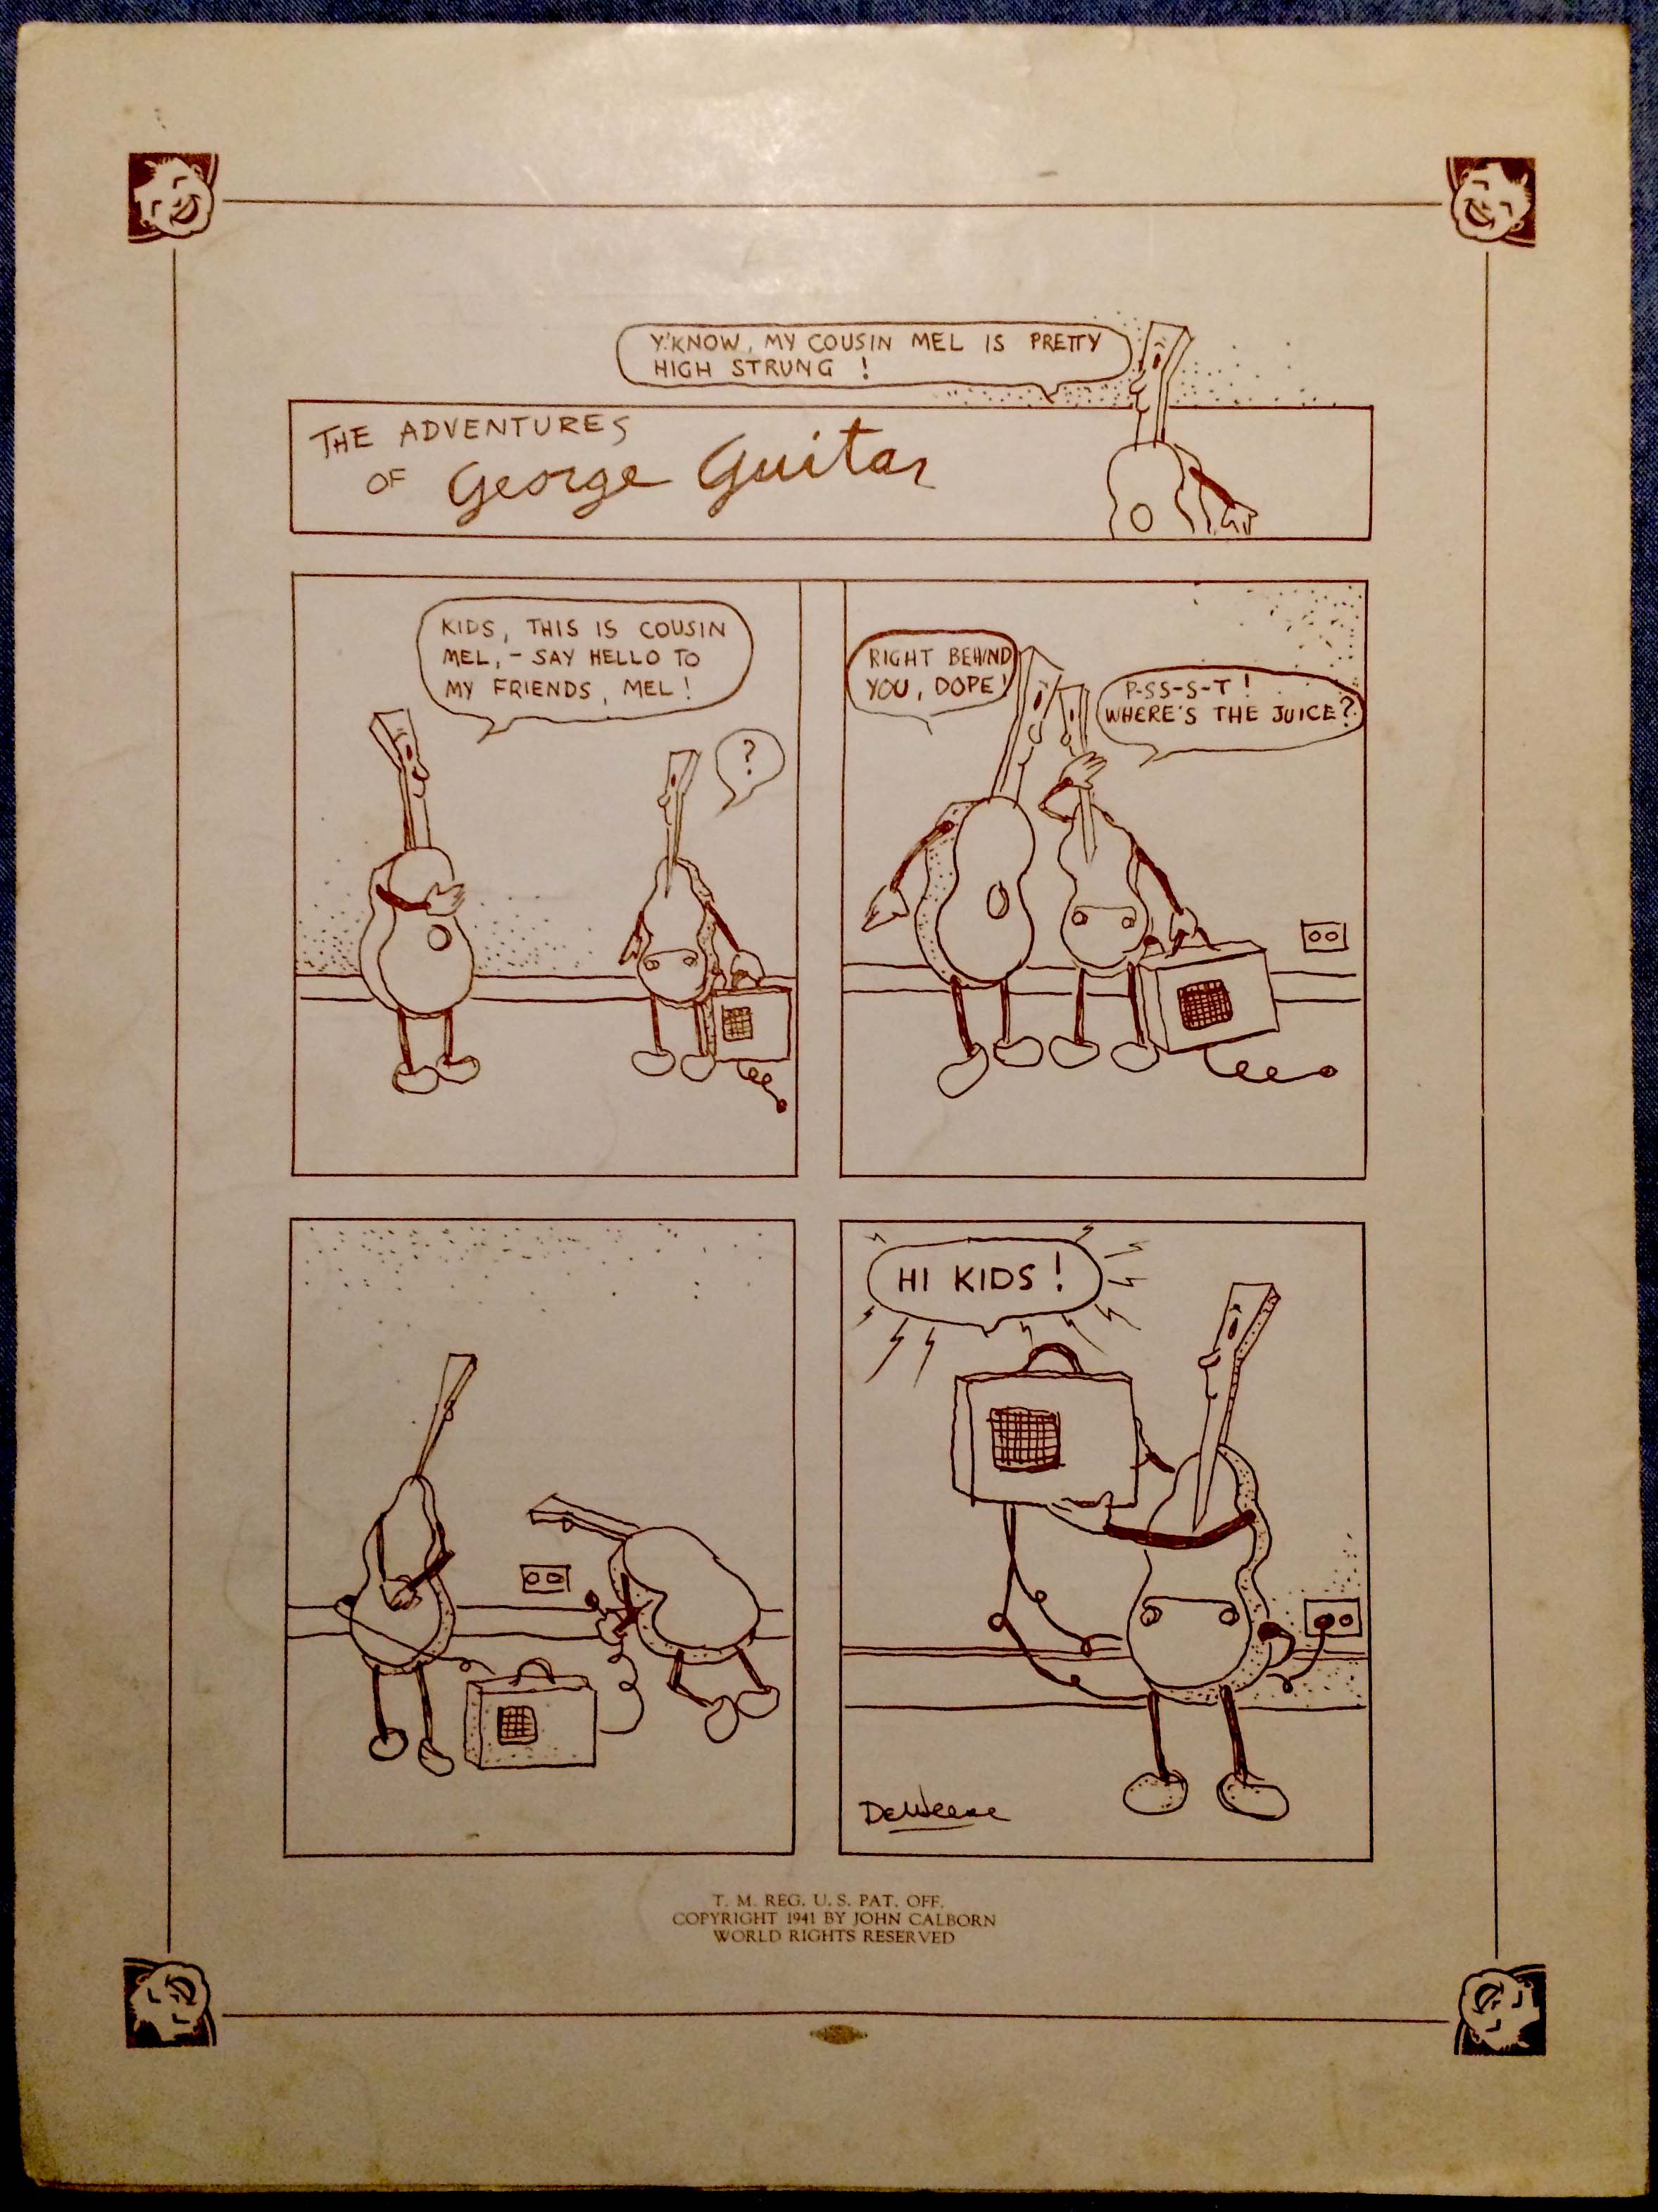 Y'KNOW, MY COUSIN MEL IS PRETTY
HIGH STRUNG !
THE ADVENTURES
OF George Guitar
KIDS, THIS IS COUSIN
MEL, - SAY HELLO TO
MY FRIENDS, MEL!
?
RIGHT BEHIND
YOU, DOPE!
P-SS-S-T !
WHERE'S THE JUICE?
HI KIDS !
DeWeese
T. M. REG. U. S. PAT. OFF.
COPYRIGHT 1941 BY JOHN CALBORN
WORLD RIGHTS RESERVED